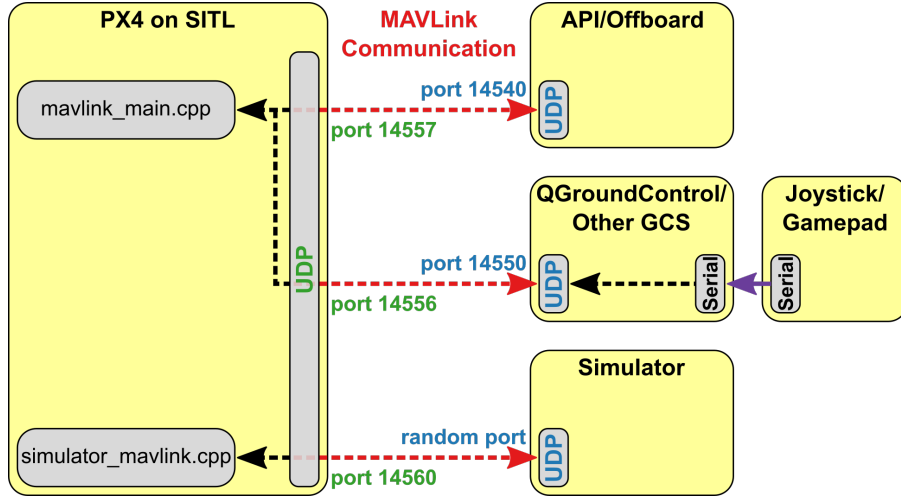 PX4 on SITL
MAVLink
Communication
API/Offboard
mavlink_main.cpp
port 14540
UDP
port 14557
QGroundControl/
Other GCS
Joystick/
Gamepad
UDP
port 14550
UDP
Serial
Serial
port 14556
Simulator
simulator_mavlink.cpp
random port
UDP
port 14560